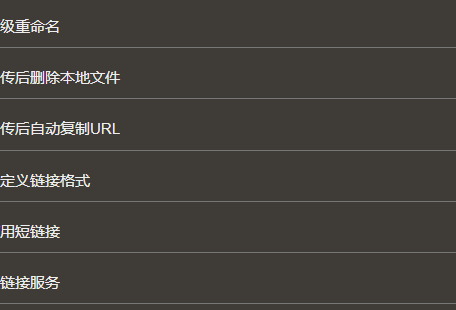 级重命名
传后删除本地文件
传后自动复制URL
定义链接格式
用短链接
链接服务